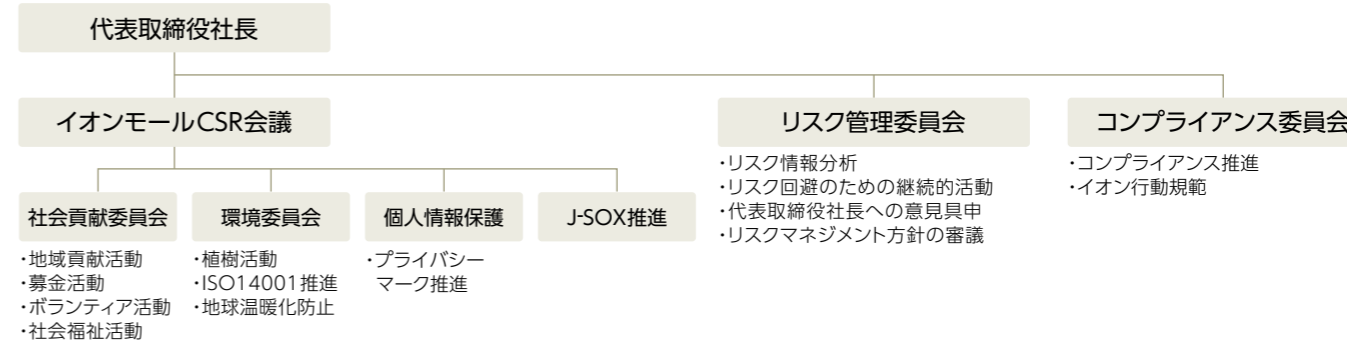 代表取締役社長
イオンモールCSR会議
リスク管理委員会
・リスク情報分析
・リスク回避のための継続的活動
・代表取締役社長への意見具申
・リスクマネジメント方針の審議
コンプライアンス委員会
・コンプライアンス推進
・イオン行動規範
社会貢献委員会
・地域貢献活動
・募金活動
・ボランティア活動
・社会福祉活動
環境委員会
・植樹活動
・ISO14001推進
・地球温暖化防止
個人情報保護
・プライバシー
マーク推進
J-SOX推進